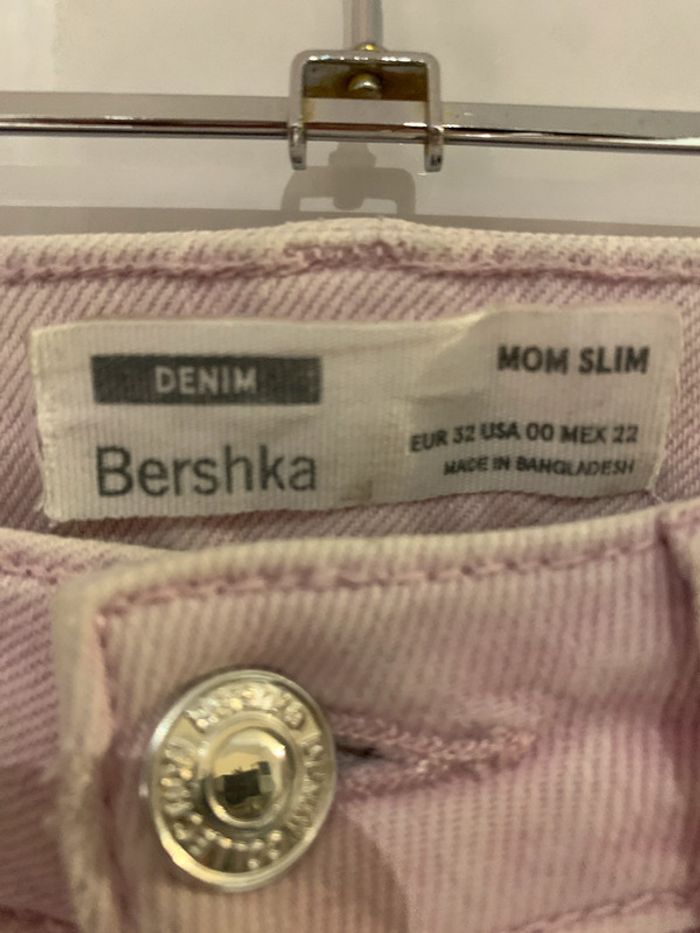 DENIM
Bershka
MOM SLIM
EUR 32 USA 00 MEX 22
MADE IN BANGLADESH